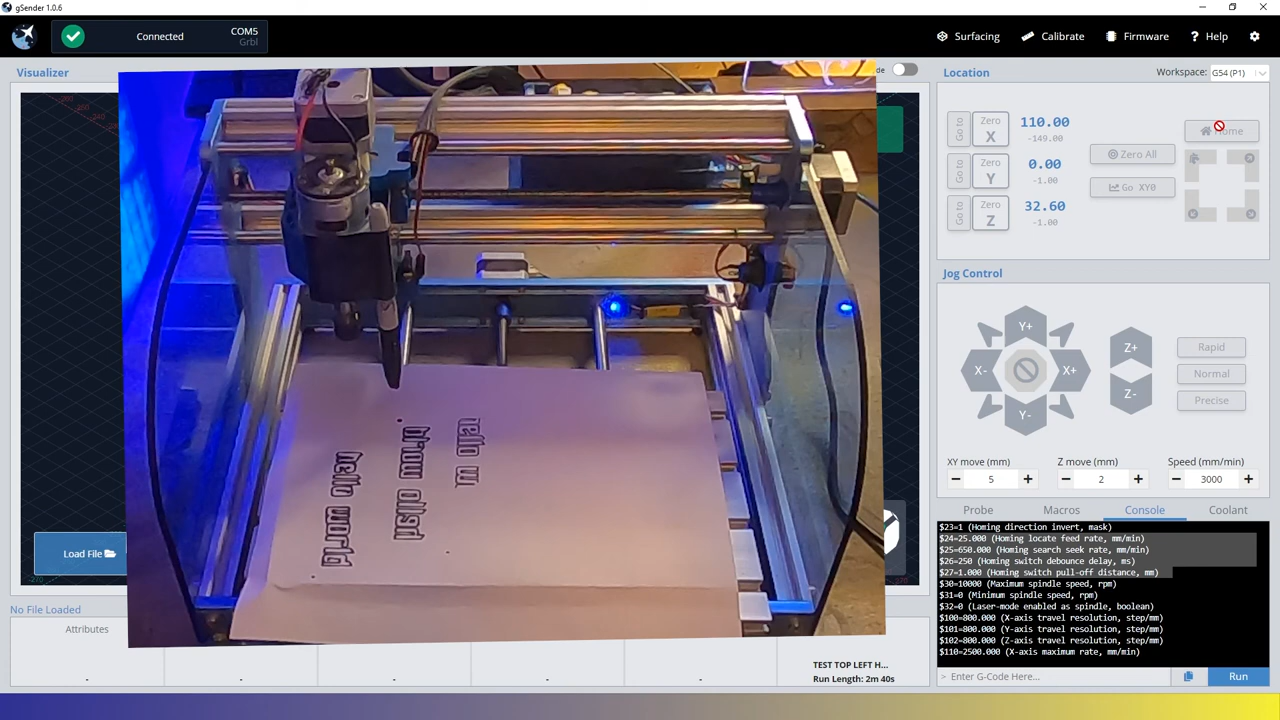 gSender 1.0.6
Connected
COM5
Grbl
Surfacing
Calibrate
Firmware
Help
Visualizer
de
Location
Workspace:
G54 (P1)
Go to
Zero
X
110.00
-149.00
Home
Zero All
Go to
Zero
Y
0.00
-1.00
Go XY0
Go to
Zero
Z
32.60
-1.00
Jog Control
Y+
X-
X+
Y-
Z+
Z-
Rapid
Normal
Precise
XY move (mm)
Z move (mm)
Speed (mm/min)
5
2
3000
Probe
Macros
Console
Coolant
$23=1 (Homing direction invert, mask)
$24=25.000 (Homing locate feed rate, mm/min)
$25=650.000 (Homing search seek rate, mm/min)
$26=250 (Homing switch debounce delay, ms)
$27=1.000 (Homing switch pull-off distance, mm)
$30=10000 (Maximum spindle speed, rpm)
$31=0 (Minimum spindle speed, rpm)
$32=0 (Laser-mode enabled as spindle, boolean)
$100=800.000 (X-axis travel resolution, step/mm)
$101=800.000 (Y-axis travel resolution, step/mm)
$102=800.000 (Z-axis travel resolution, step/mm)
$110=2500.000 (X-axis maximum rate, mm/min)
> Enter G-Code Here...
Run
hello world
hello w
Load File
No File Loaded
Attributes
TEST TOP LEFT H...
Run Length: 2m 40s